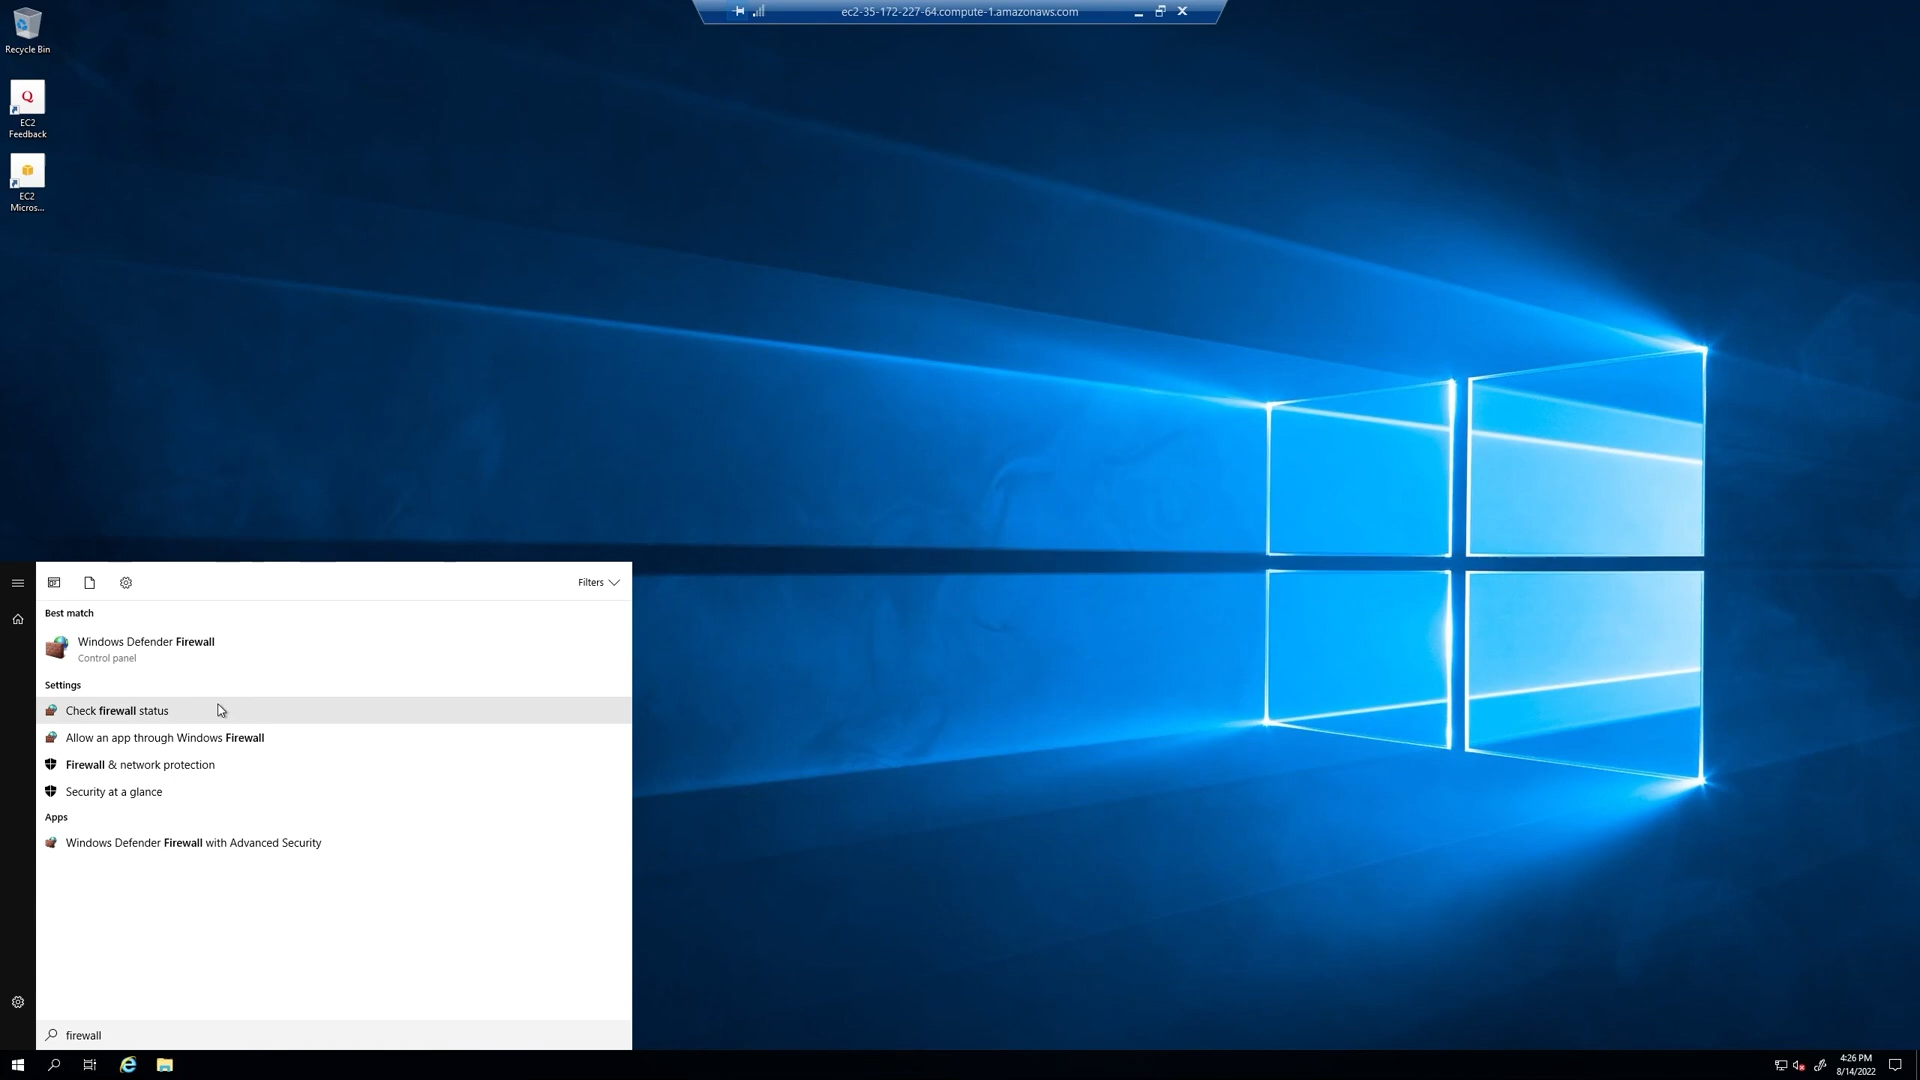 ec2-35-172-227-64.compute-1.amazonaws.com
Recycle Bin
Q
EC2
Feedback
EC2
Micros...
Filters
Best match
Windows Defender Firewall
Control panel
Settings
Check firewall status
Allow an app through Windows Firewall
Firewall & network protection
Security at a glance
Apps
Windows Defender Firewall with Advanced Security
firewall
4:26 PM
8/14/2022